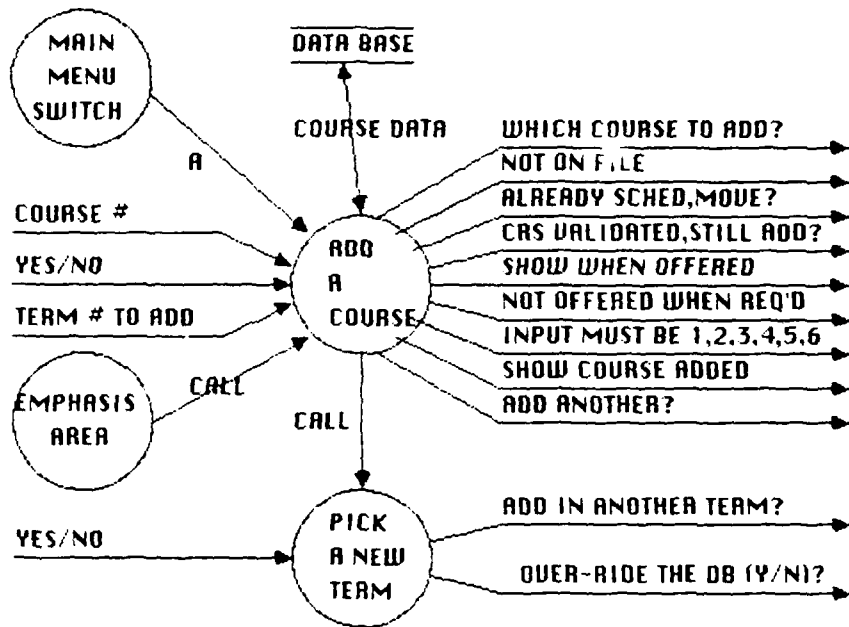 MAIN
MENU
SWITCH
DATA BASE
COURSE DATA
A
COURSE #
YES/NO
TERM # TO ADD
ADD
A
COURSE
WHICH COURSE TO ADD?
NOT ON FILE
ALREADY SCHED,MOVE?
CRS VALIDATED,STILL ADD?
SHOW WHEN OFFERED
NOT OFFERED WHEN REQ'D
INPUT MUST BE 1,2,3,4,5,6
SHOW COURSE ADDED
ADD ANOTHER?
EMPHASIS
AREA
CALL
CALL
YES/NO
PICK
A NEW
TERM
ADD IN ANOTHER TERM?
OVER-RIDE THE DB (Y/N)?